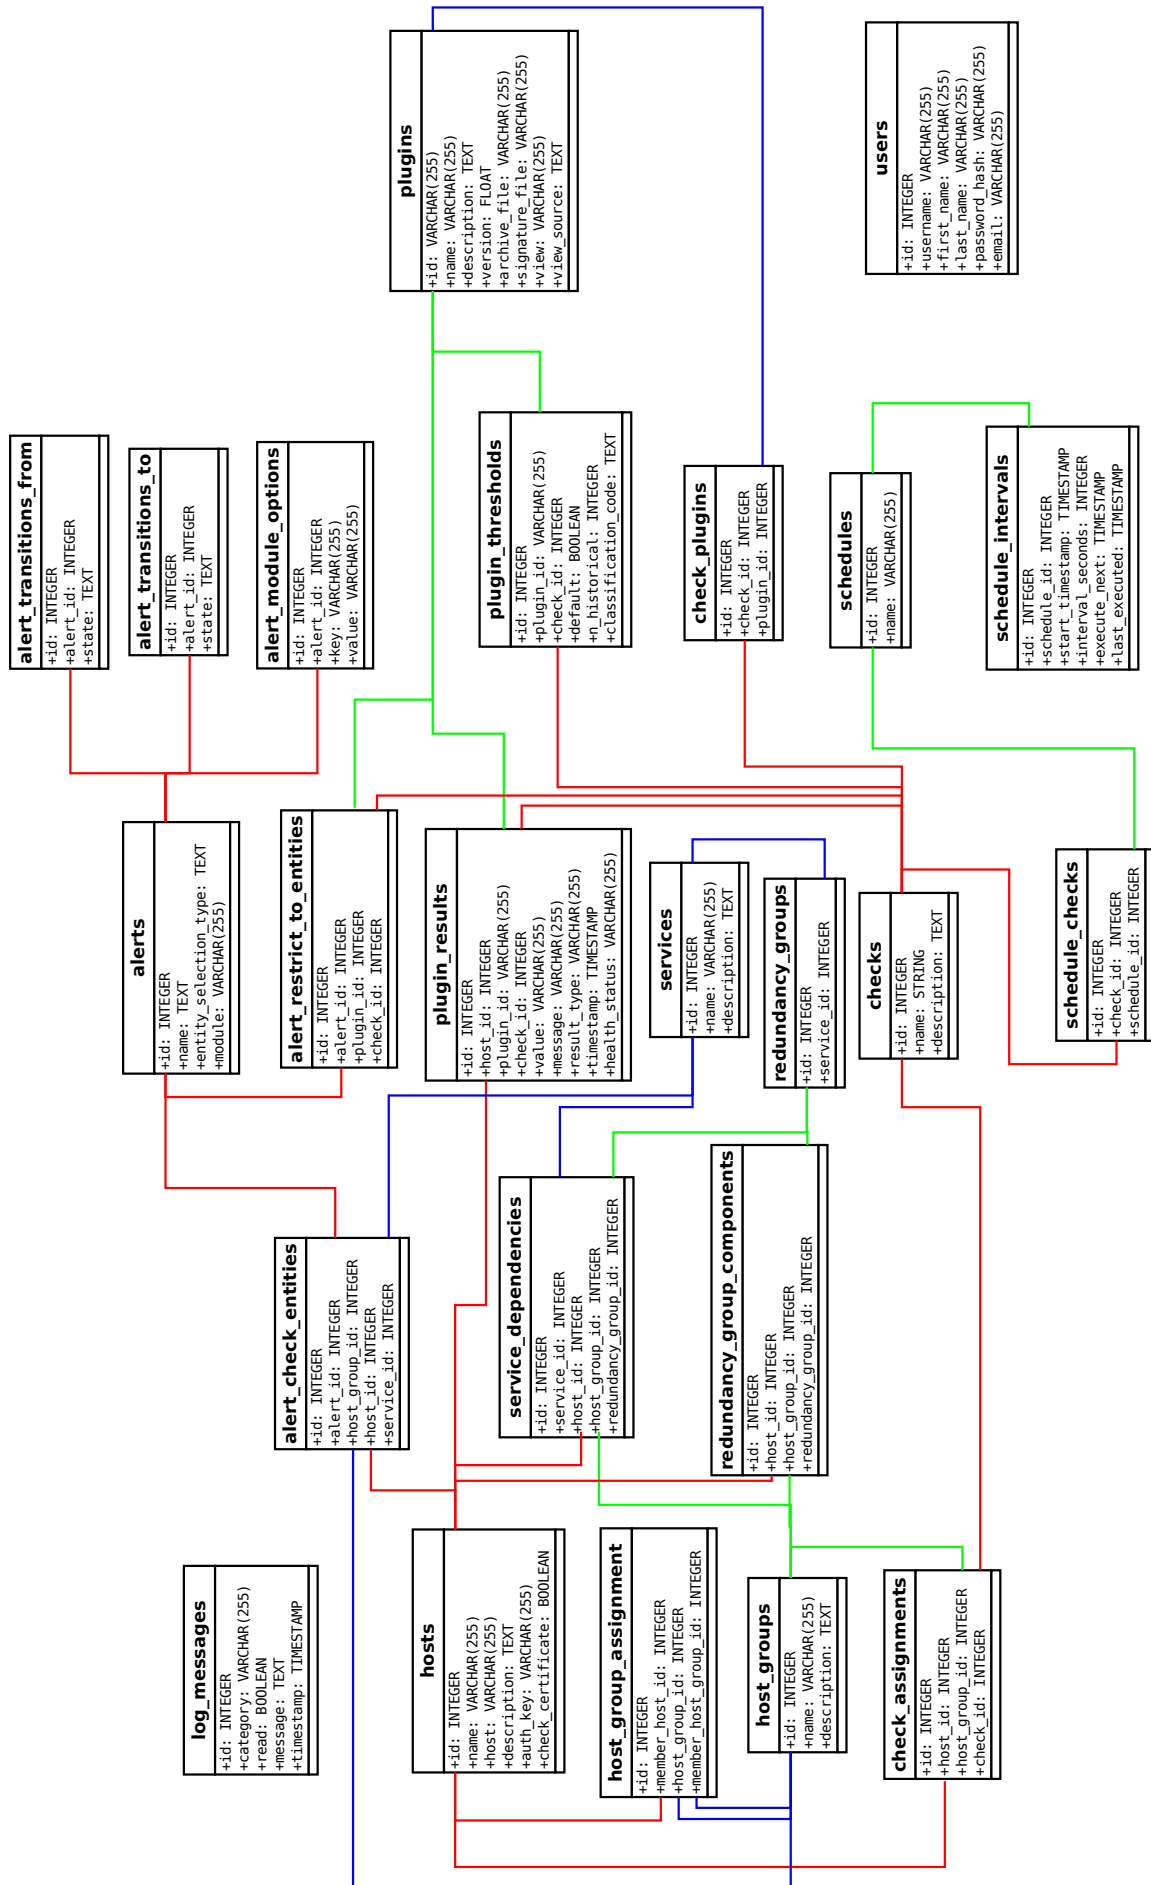 log_messages
+id: INTEGER
+category: VARCHAR(255)
+read: BOOLEAN
+message: TEXT
+timestamp: TIMESTAMP
alert_check_entities
+id: INTEGER
+alert_id: INTEGER
+host_group_id: INTEGER
+host_id: INTEGER
+service_id: INTEGER
alerts
+id: INTEGER
+name: TEXT
+entity_selection_type: TEXT
+module: VARCHAR(255)
alert_transitions_from
+id: INTEGER
+alert_id: INTEGER
+state: TEXT
alert_transitions_to
+id: INTEGER
+alert_id: INTEGER
+state: TEXT
alert_module_options
+id: INTEGER
+alert_id: INTEGER
+key: VARCHAR(255)
+value: VARCHAR(255)
alert_restrict_to_entities
+id: INTEGER
+alert_id: INTEGER
+plugin_id: INTEGER
+check_id: INTEGER
plugins
+id: VARCHAR(255)
+name: VARCHAR(255)
+description: TEXT
+version: FLOAT
+archive_file: VARCHAR(255)
+signature_file: VARCHAR(255)
+view: VARCHAR(255)
+view_source: TEXT
hosts
+id: INTEGER
+name: VARCHAR(255)
+host: VARCHAR(255)
+description: TEXT
+auth_key: VARCHAR(255)
+check_certificate: BOOLEAN
plugin_results
+id: INTEGER
+host_id: INTEGER
+plugin_id: VARCHAR(255)
+check_id: INTEGER
+value: VARCHAR(255)
+message: VARCHAR(255)
+result_type: VARCHAR(255)
+timestamp: TIMESTAMP
+health_status: VARCHAR(255)
plugin_thresholds
+id: INTEGER
+plugin_id: VARCHAR(255)
+check_id: INTEGER
+default: BOOLEAN
+n_historical: INTEGER
+classification_code: TEXT
service_dependencies
+id: INTEGER
+service_id: INTEGER
+host_id: INTEGER
+host_group_id: INTEGER
+redundancy_group_id: INTEGER
host_group_assignment
+id: INTEGER
+member_host_id: INTEGER
+host_group_id: INTEGER
+member_host_group_id: INTEGER
services
+id: INTEGER
+name: VARCHAR(255)
+description: TEXT
check_plugins
+id: INTEGER
+check_id: INTEGER
+plugin_id: INTEGER
redundancy_group_components
+id: INTEGER
+host_id: INTEGER
+host_group_id: INTEGER
+redundancy_group_id: INTEGER
redundancy_groups
+id: INTEGER
+service_id: INTEGER
host_groups
+id: INTEGER
+name: VARCHAR(255)
+description: TEXT
schedules
+id: INTEGER
+name: VARCHAR(255)
users
+id: INTEGER
+username: VARCHAR(255)
+first_name: VARCHAR(255)
+last_name: VARCHAR(255)
+password_hash: VARCHAR(255)
+email: VARCHAR(255)
checks
+id: INTEGER
+name: STRING
+description: TEXT
check_assignments
+id: INTEGER
+host_id: INTEGER
+host_group_id: INTEGER
+check_id: INTEGER
schedule_intervals
+id: INTEGER
+schedule_id: INTEGER
+start_timestamp: TIMESTAMP
+interval_seconds: INTEGER
+execute_next: TIMESTAMP
+last_executed: TIMESTAMP
schedule_checks
+id: INTEGER
+check_id: INTEGER
+schedule_id: INTEGER